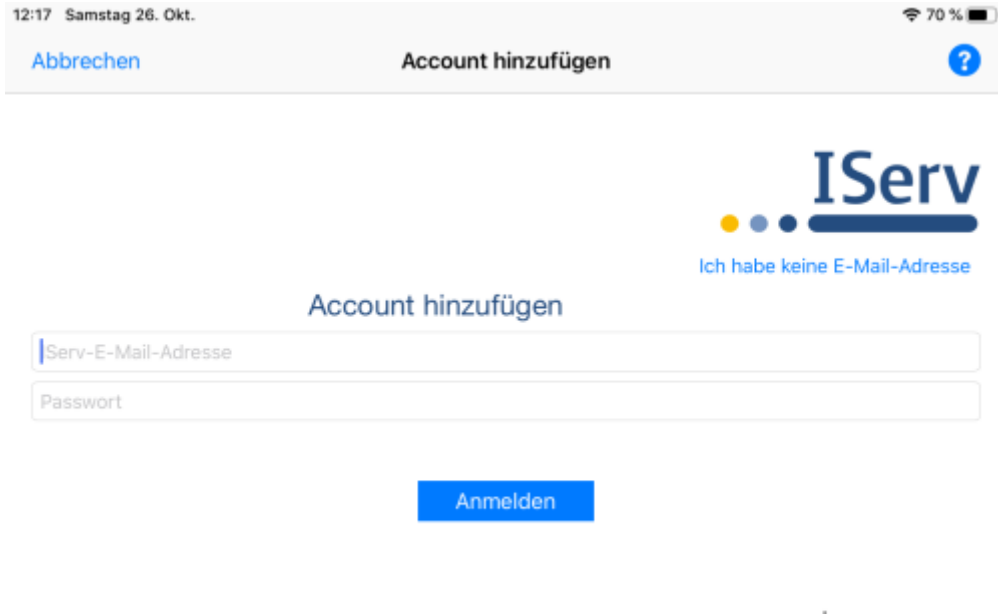 12:17 Samstag 26. Okt. 70 %
Abbrechen Account hinzufügen ?
IServ
Ich habe keine E-Mail-Adresse
Account hinzufügen
Serv-E-Mail-Adresse
Passwort
Anmelden